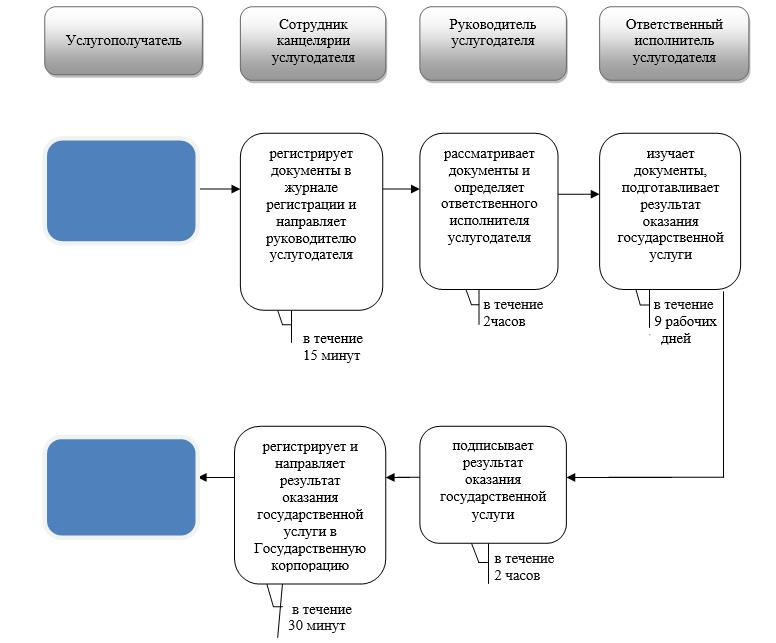 Услугополучатель
Сотрудник
канцелярии
услугодателя
Руководитель
услугодателя
Ответственный
исполнитель
услугодателя
регистрирует
документы в
журнале
регистрации и
направляет
руководителю
услугодателя
рассматривает
документы и
определяет
ответственного
исполнителя
услугодателя
изучает
документы,
подготавливает
результат
оказания
государственной
услуги
в течение
15 минут
в течение
2часов
в течение
9 рабочих
дней
регистрирует и
направляет
результат
оказания
государственной
услуги в
Государственную
корпорацию
подписывает
результат
оказания
государственной
услуги
в течение
30 минут
в течение
2 часов